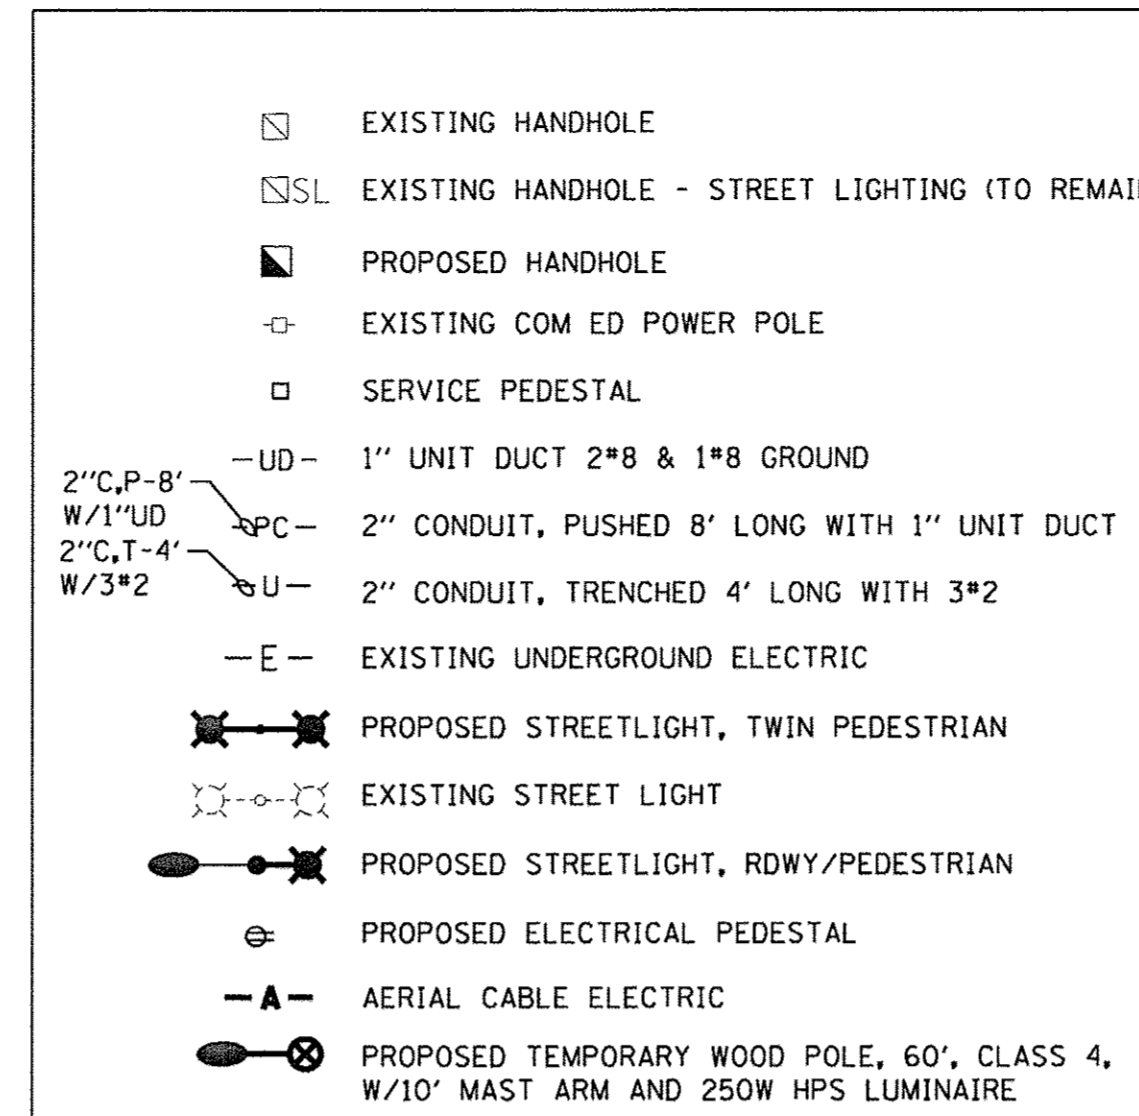 EXISTING HANDHOLE
SL EXISTING HANDHOLE - STREET LIGHTING (TO REMAI
PROPOSED HANDHOLE
EXISTING COM ED POWER POLE
SERVICE PEDESTAL
-UD- 1" UNIT DUCT 2#8 & 1#8 GROUND
2"C,P-8'
W/1"UD
PC- 2" CONDUIT, PUSHED 8' LONG WITH 1" UNIT DUCT
2"C,T-4'
W/3#2
U- 2" CONDUIT, TRENCHED 4' LONG WITH 3#2
-E- EXISTING UNDERGROUND ELECTRIC
PROPOSED STREETLIGHT, TWIN PEDESTRIAN
EXISTING STREET LIGHT
PROPOSED STREETLIGHT, RDWY/PEDESTRIAN
PROPOSED ELECTRICAL PEDESTAL
-A- AERIAL CABLE ELECTRIC
PROPOSED TEMPORARY WOOD POLE, 60', CLASS 4,
W/10' MAST ARM AND 250W HPS LUMINAIRE